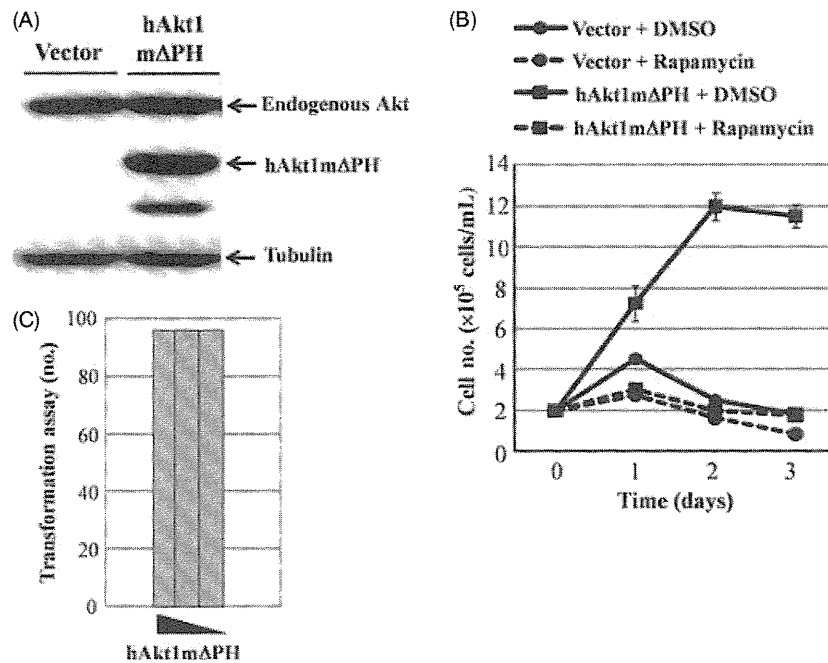 (A)
Vector
hAkt1
mΔPH
Endogenous Akt
hAkt1mΔPH
Tubulin
(B)
Vector + DMSO
Vector + Rapamycin
hAkt1mΔPH + DMSO
hAkt1mΔPH + Rapamycin
14
12
10
8
6
4
2
0
Cell no. (×10⁵ cells/mL)
0 1 2 3
Time (days)
(C)
100
80
60
40
20
0
Transformation assay (no.)
hAkt1mΔPH